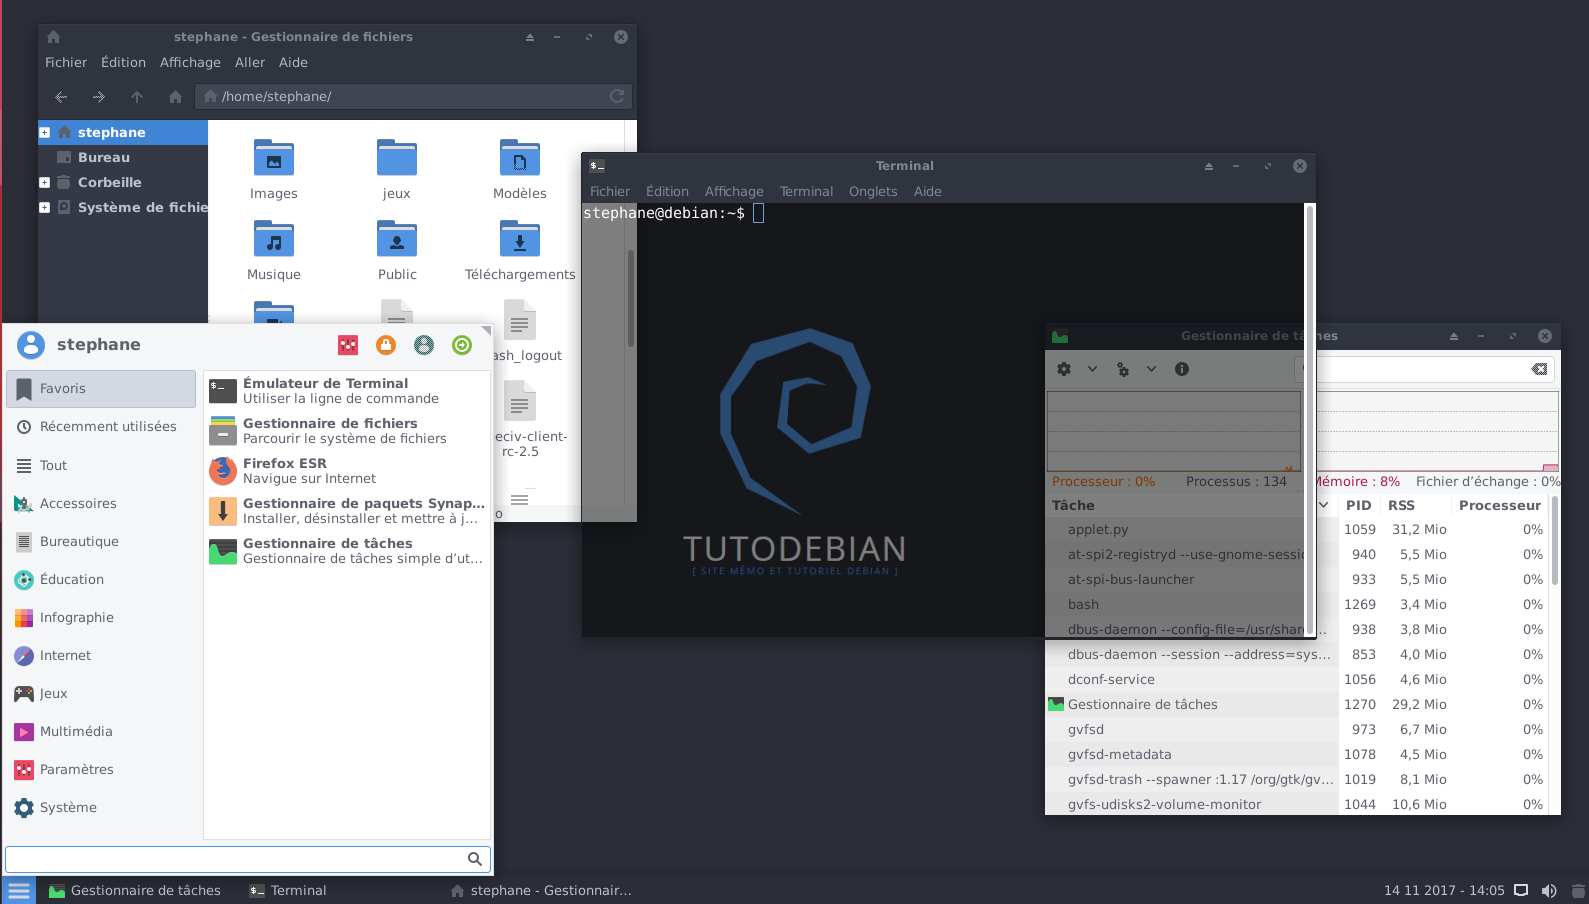 stephane - Gestionnaire de fichiers
Fichier Édition Affichage Aller Aide
/home/stephane/
stephane
Bureau
Corbeille
Système de fichie
Images jeux Modèles
Musique Public Téléchargements
ash_logout
eciv-client-
rc-2.5
o
Terminal
Fichier Édition Affichage Terminal Onglets Aide
stephane@debian:~$
TUTODEBIAN
[ SITE MÉMO ET TUTORIEL DEBIAN ]
Gestionnaire de tâches
Processeur : 0% Processus : 134 Mémoire : 8% Fichier d’échange : 0%
Tâche PID RSS Processeur
applet.py 1059 31,2 Mio 0%
at-spi2-registryd --use-gnome-sessio 940 5,5 Mio 0%
at-spi-bus-launcher 933 5,5 Mio 0%
bash 1269 3,4 Mio 0%
dbus-daemon --config-file=/usr/share... 938 3,8 Mio 0%
dbus-daemon --session --address=sys... 853 4,0 Mio 0%
dconf-service 1056 4,6 Mio 0%
Gestionnaire de tâches 1270 29,2 Mio 0%
gvfsd 973 6,7 Mio 0%
gvfsd-metadata 1078 4,5 Mio 0%
gvfsd-trash --spawner :1.17 /org/gtk/gv... 1019 8,1 Mio 0%
gvfs-udisks2-volume-monitor 1044 10,6 Mio 0%
stephane
Favoris
Récemment utilisées
Tout
Accessoires
Bureautique
Éducation
Infographie
Internet
Jeux
Multimédia
Paramètres
Système
Émulateur de Terminal
Utiliser la ligne de commande
Gestionnaire de fichiers
Parcourir le système de fichiers
Firefox ESR
Navigue sur Internet
Gestionnaire de paquets Synap...
Installer, désinstaller et mettre à j...
Gestionnaire de tâches
Gestionnaire de tâches simple d’ut...
Gestionnaire de tâches Terminal stephane - Gestionnair... 14 11 2017 - 14:05